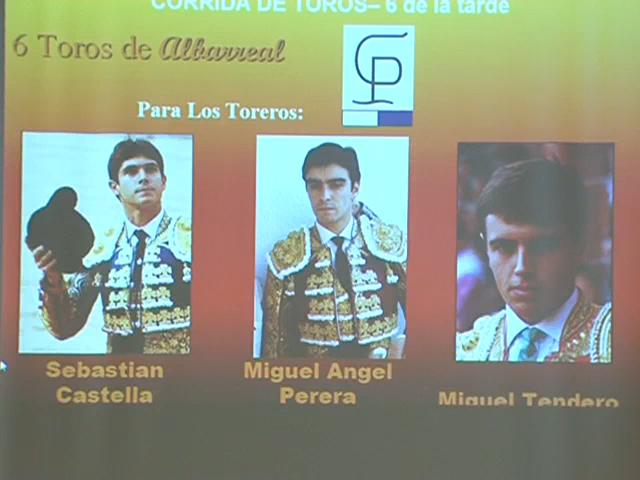 CORRIDA DE TOROS– 6 de la tarde
6 Toros de Albarreal
Para Los Toreros:
Sebastian
Castella
Miguel Angel
Perera
Miguel Tendero